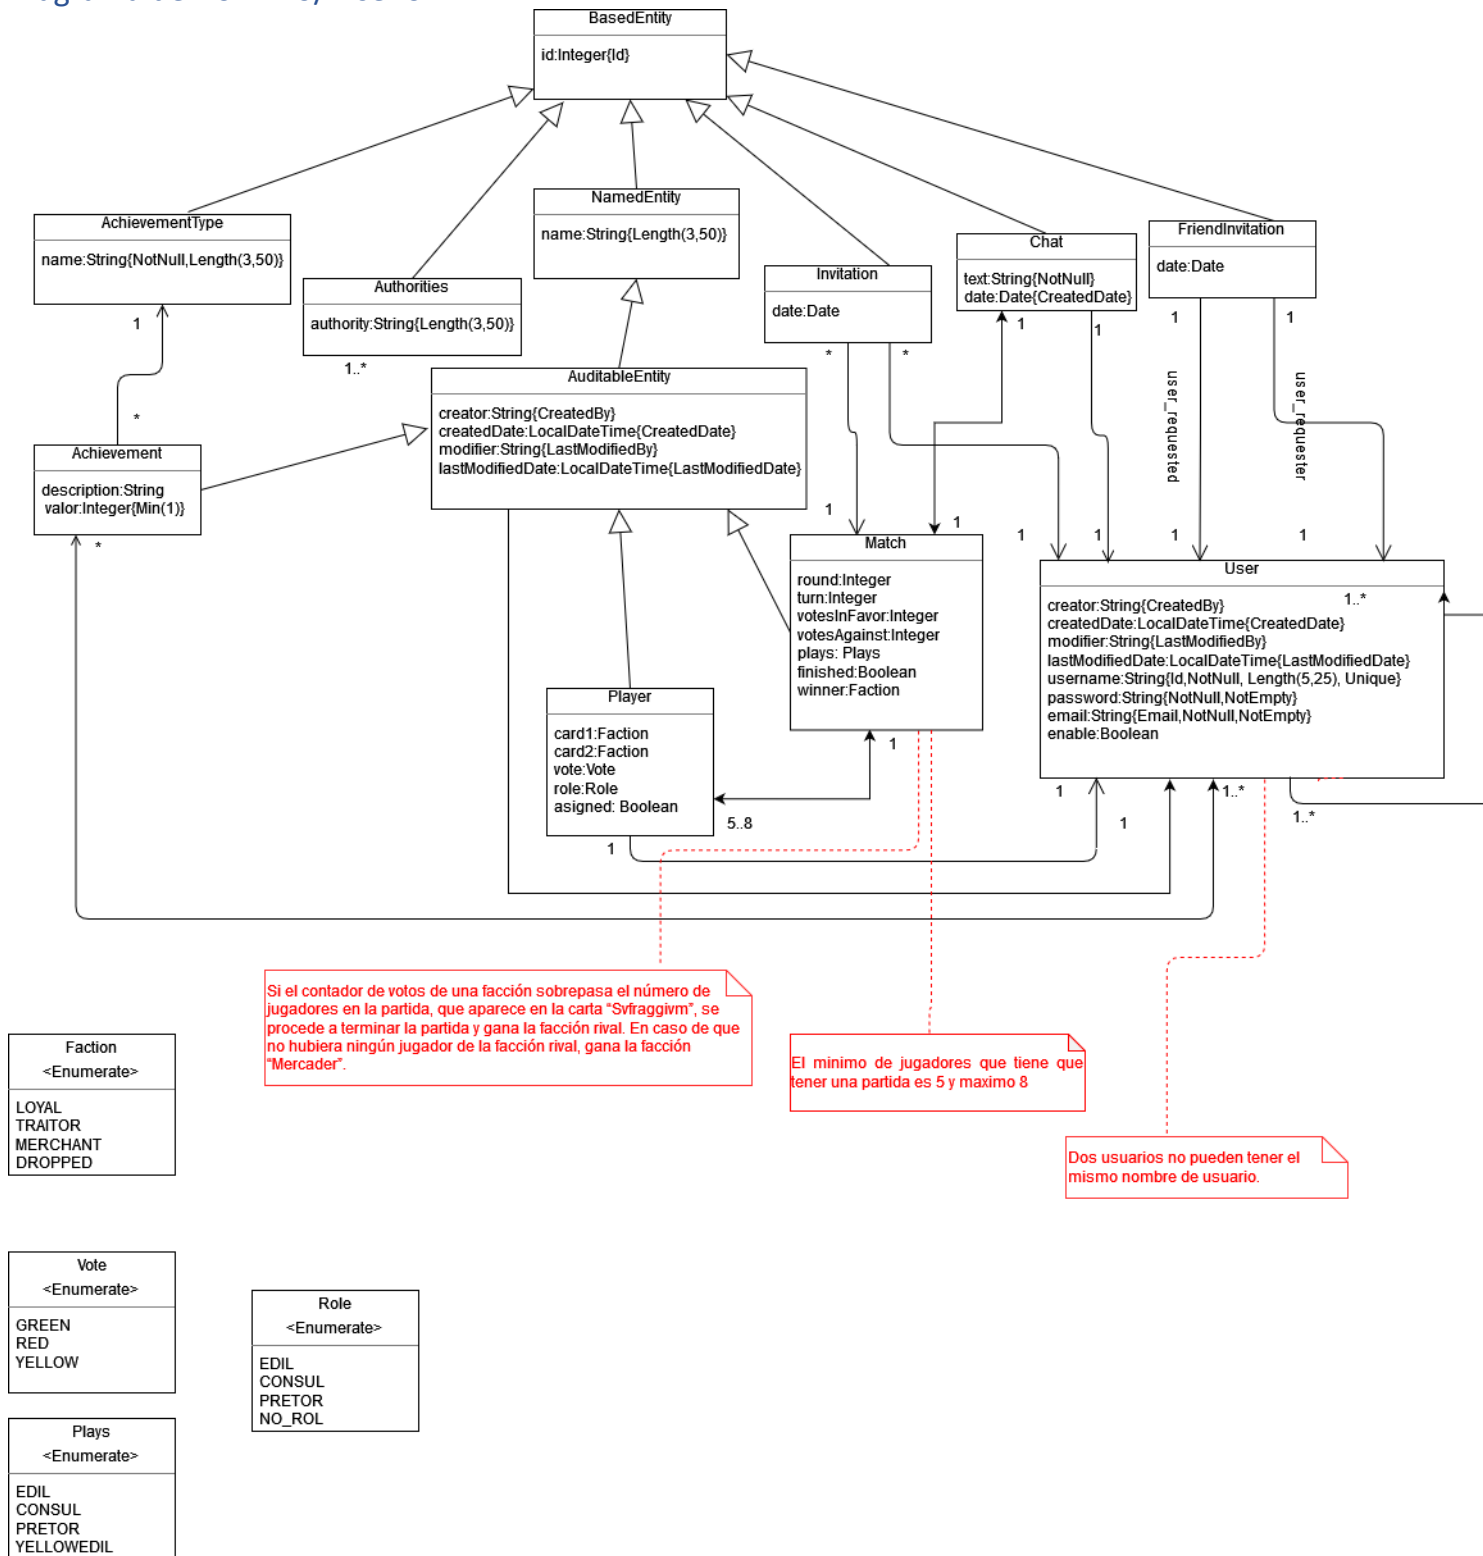 BasedEntity
id:Integer{Id}
AchievementType
name:String{NotNull,Length(3,50)}
Authorities
authority:String{Length(3,50)}
NamedEntity
name:String{Length(3,50)}
Invitation
date:Date
Chat
text:String{NotNull}
date:Date{CreatedDate}
FriendInvitation
date:Date
1
1..*
*
*
1
1
1
1
user_requested
user_requester
*
AuditableEntity
creator:String{CreatedBy}
createdDate:LocalDateTime{CreatedDate}
modifier:String{LastModifiedBy}
lastModifiedDate:LocalDateTime{LastModifiedDate}
Achievement
description:String
valor:Integer{Min(1)}
*
1
1
1
1
1
1
Match
round:Integer
turn:Integer
votesInFavor:Integer
votesAgainst:Integer
plays: Plays
finished:Boolean
winner:Faction
User
1..*
creator:String{CreatedBy}
createdDate:LocalDateTime{CreatedDate}
modifier:String{LastModifiedBy}
lastModifiedDate:LocalDateTime{LastModifiedDate}
username:String{Id,NotNull, Length(5,25), Unique}
password:String{NotNull,NotEmpty}
email:String{Email,NotNull,NotEmpty}
enable:Boolean
Player
card1:Faction
card2:Faction
vote:Vote
role:Role
asigned: Boolean
1
5..8
1
1
1
1..*
1..*
Si el contador de votos de una facción sobrepasa el número de
jugadores en la partida, que aparece en la carta “Svfraggivm”, se
procede a terminar la partida y gana la facción rival. En caso de que
no hubiera ningún jugador de la facción rival, gana la facción
“Mercader”.
El minimo de jugadores que tiene que
tener una partida es 5 y maximo 8
Dos usuarios no pueden tener el
mismo nombre de usuario.
Faction
<Enumerate>
LOYAL
TRAITOR
MERCHANT
DROPPED
Vote
<Enumerate>
GREEN
RED
YELLOW
Role
<Enumerate>
EDIL
CONSUL
PRETOR
NO_ROL
Plays
<Enumerate>
EDIL
CONSUL
PRETOR
YELLOWEDIL